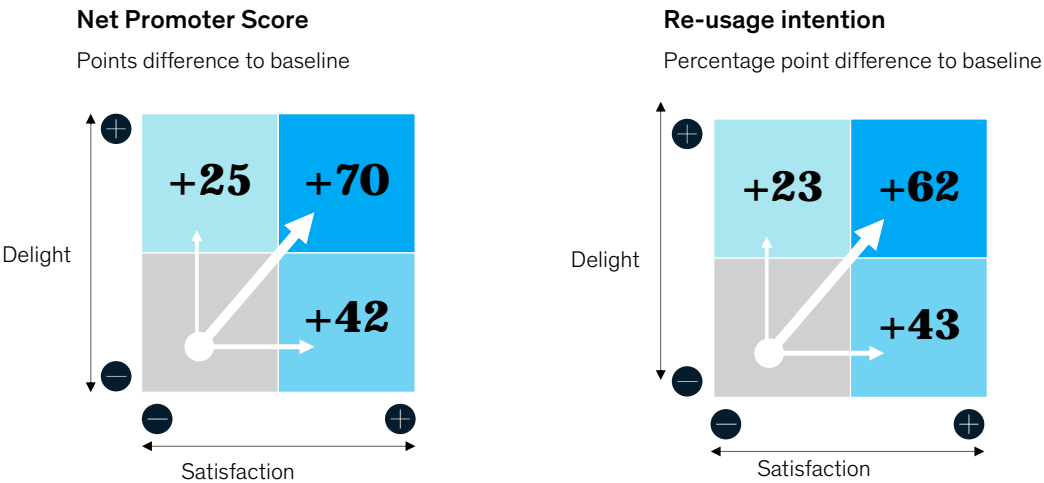 Net Promoter Score
Points difference to baseline
+25
+70
Delight
+42
Satisfaction
Re-usage intention
Percentage point difference to baseline
+23
+62
Delight
+43
Satisfaction